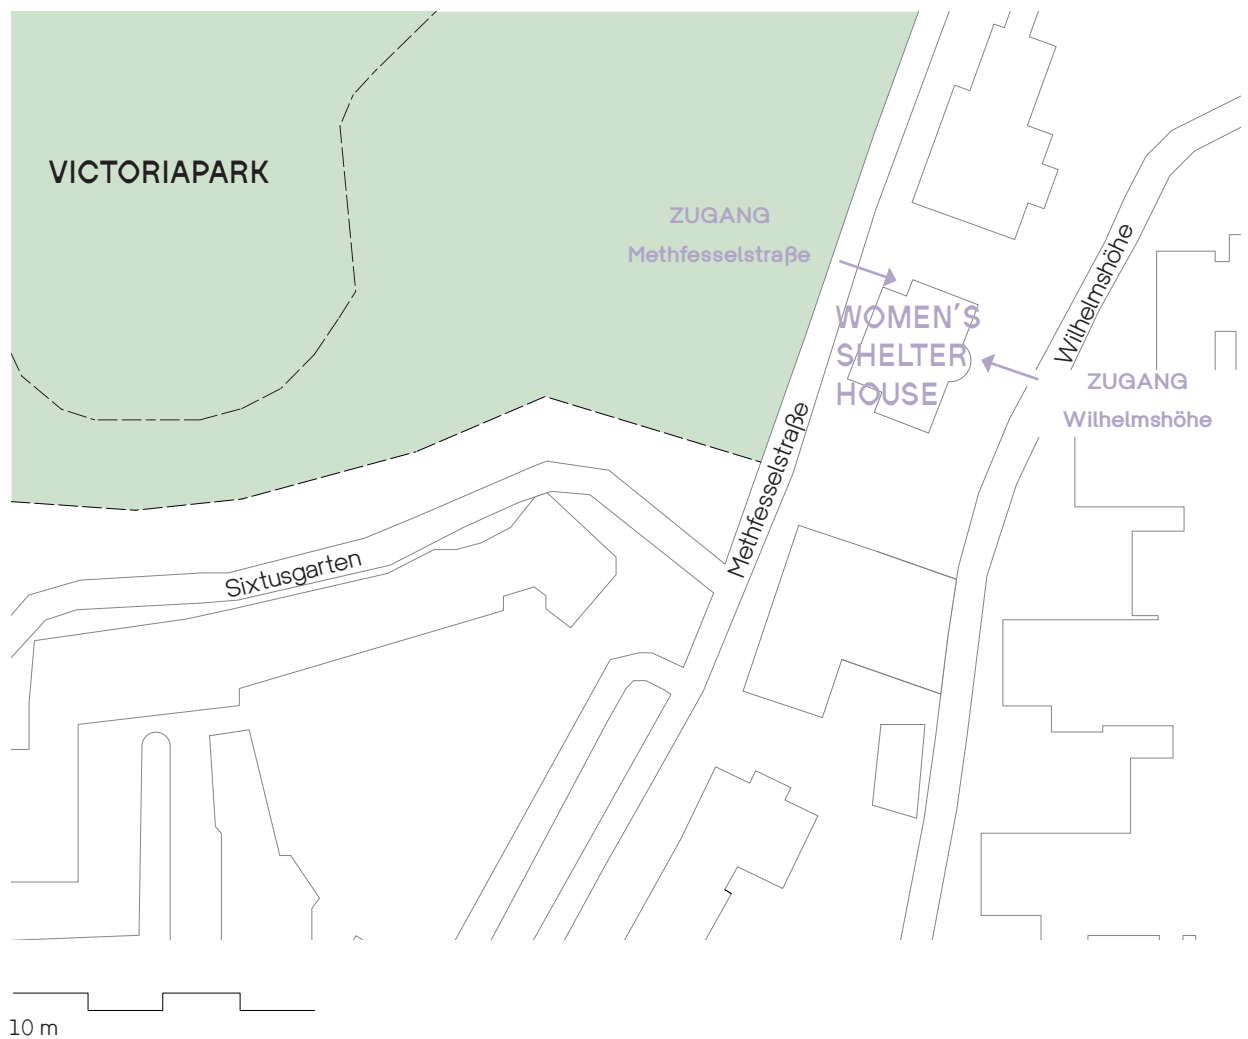 VICTORIAPARK
ZUGANG
Methfesselstraße
WOMEN'S
SHELTER
HOUSE
Wilhelmshöhe
ZUGANG
Wilhelmshöhe
Methfesselstraße
Sixtusgarten
10 m